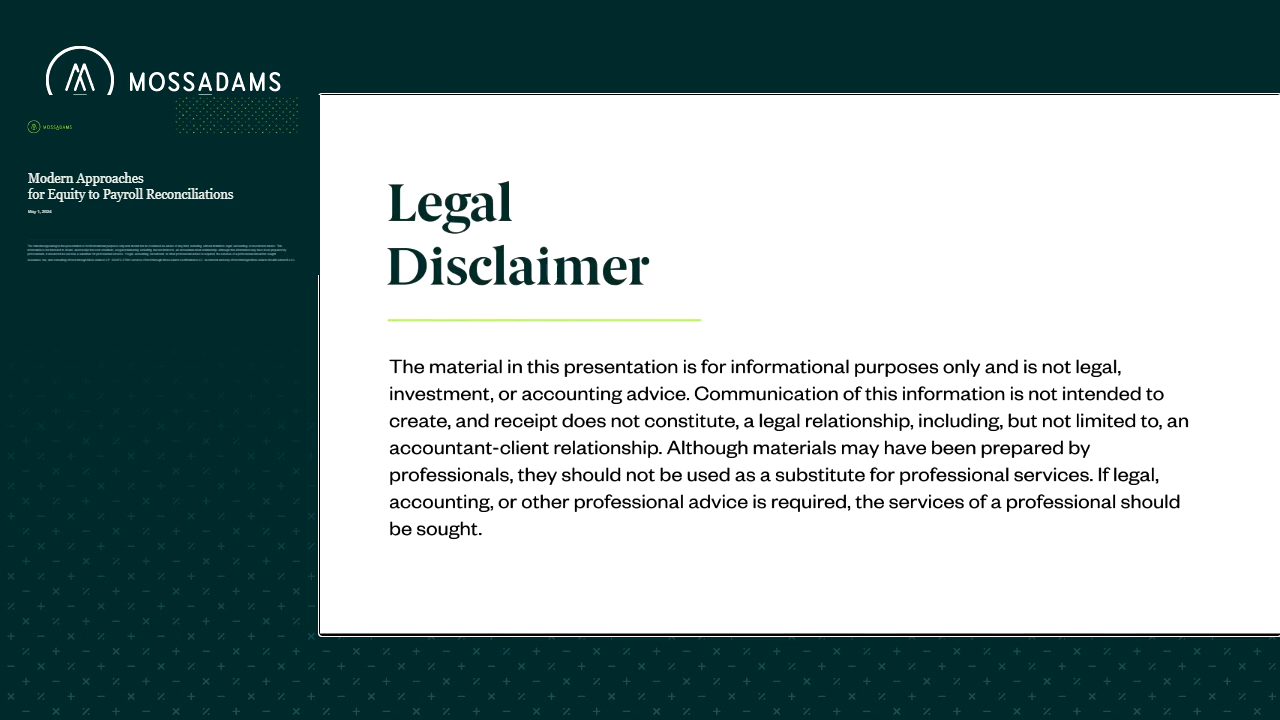 MOSSADAMS
MOSSADAMS
Modern Approaches
for Equity to Payroll Reconciliations
May 1, 2024
Legal
Disclaimer
The material in this presentation is for informational purposes only and is not legal,
investment, or accounting advice. Communication of this information is not intended to
create, and receipt does not constitute, a legal relationship, including, but not limited to, an
accountant-client relationship. Although materials may have been prepared by
professionals, they should not be used as a substitute for professional services. If legal,
accounting, or other professional advice is required, the services of a professional should
be sought.